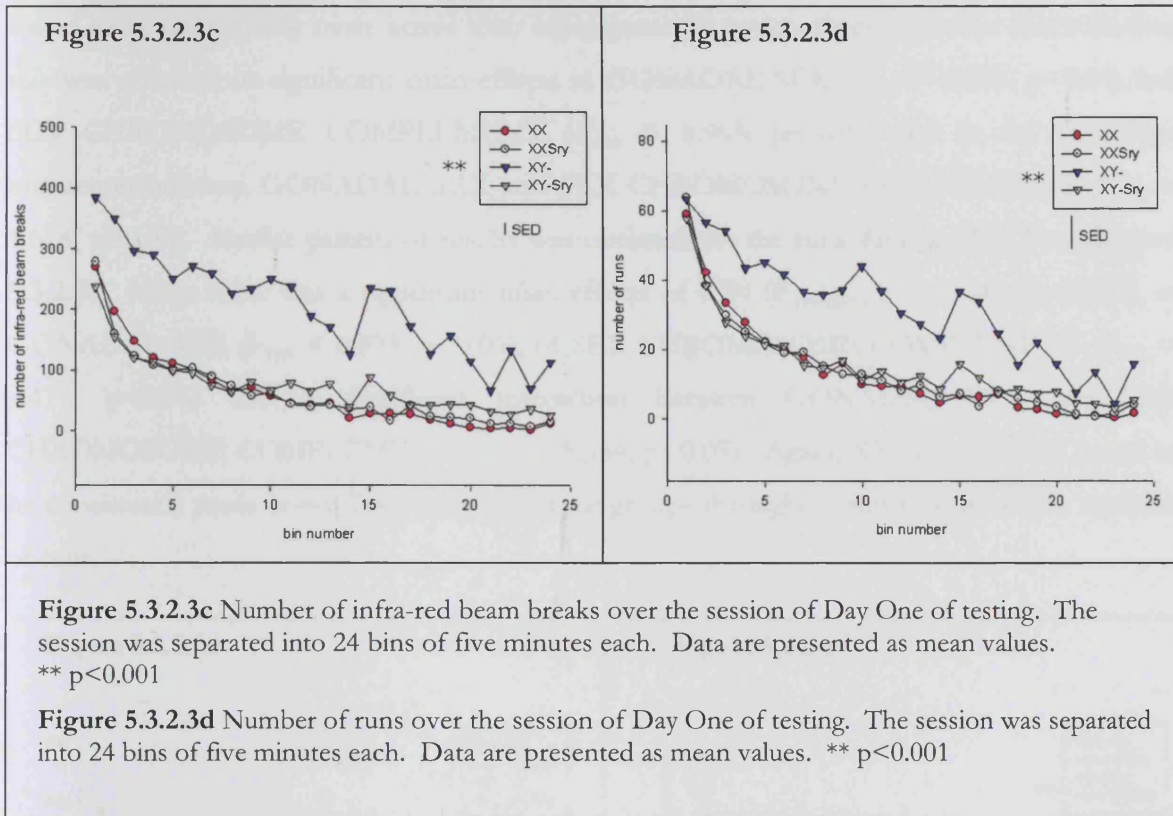 Figure 5.3.2.3c
number of infra-red beam breaks
500
400
300
200
100
0
0 5 10 15 20 25
bin number
**
XX
XXSry
XY-
XY-Sry
SED
Figure 5.3.2.3d
number runs
80
60
40
20
0
0 5 10 15 20 25
bin number
**
XX
XXSry
XY-
XY-Sry
SED
Figure 5.3.2.3c Number of infra-red beam breaks over the session of Day One of testing. The
session was separated into 24 bins of five minutes each. Data are presented as mean values.
** p<0.001
Figure 5.3.2.3d Number of runs over the session of Day One of testing. The session was separated
into 24 bins of five minutes each. Data are presented as mean values. ** p<0.001